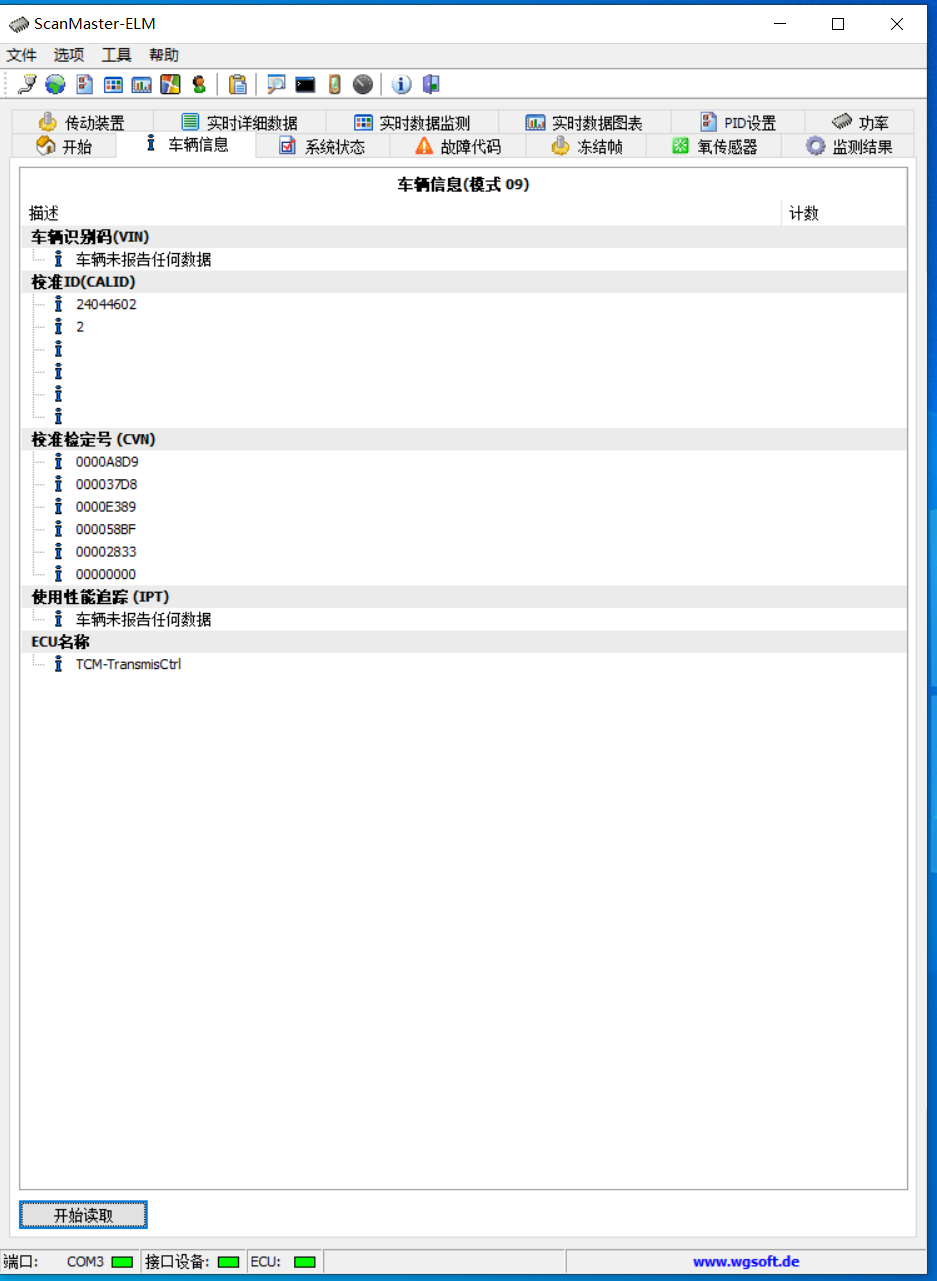 ScanMaster-ELM
文件 选项 工具 帮助
传动装置 实时详细数据 实时数据监测 实时数据图表 PID设置 功率
开始 车辆信息 系统状态 故障代码 冻结帧 氧传感器 监测结果
车辆信息(模式 09)
描述 计数
车辆识别码(VIN)
车辆未报告任何数据
校准ID(CALID)
24044602
2
校准检定号 (CVN)
0000A8D9
000037D8
0000E389
000058BF
00002833
00000000
使用性能追踪 (IPT)
车辆未报告任何数据
ECU名称
TCM-TransmisCtrl
开始读取
端口: COM3 接口设备: ECU: www.wgsoft.de